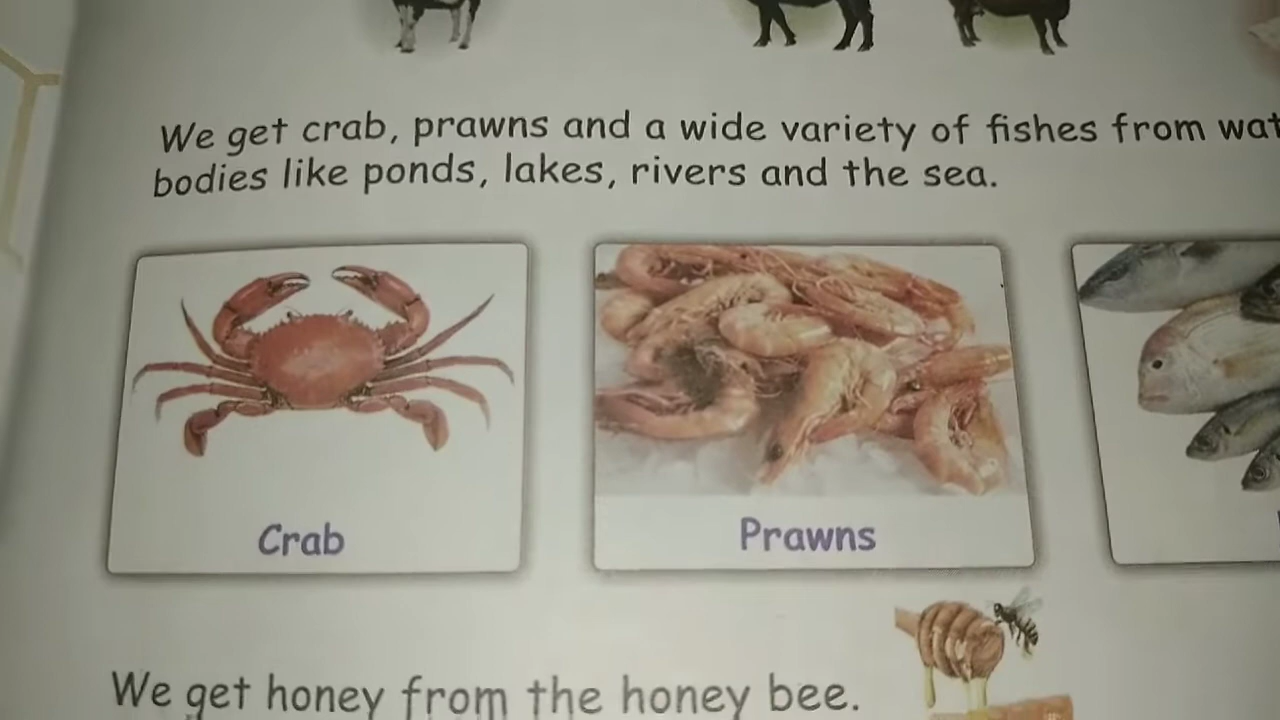 We get crab, prawns and a wide variety of fishes from
bodies like ponds, lakes, rivers and the sea.
Crab
Prawns
We get honey from the honey bee.